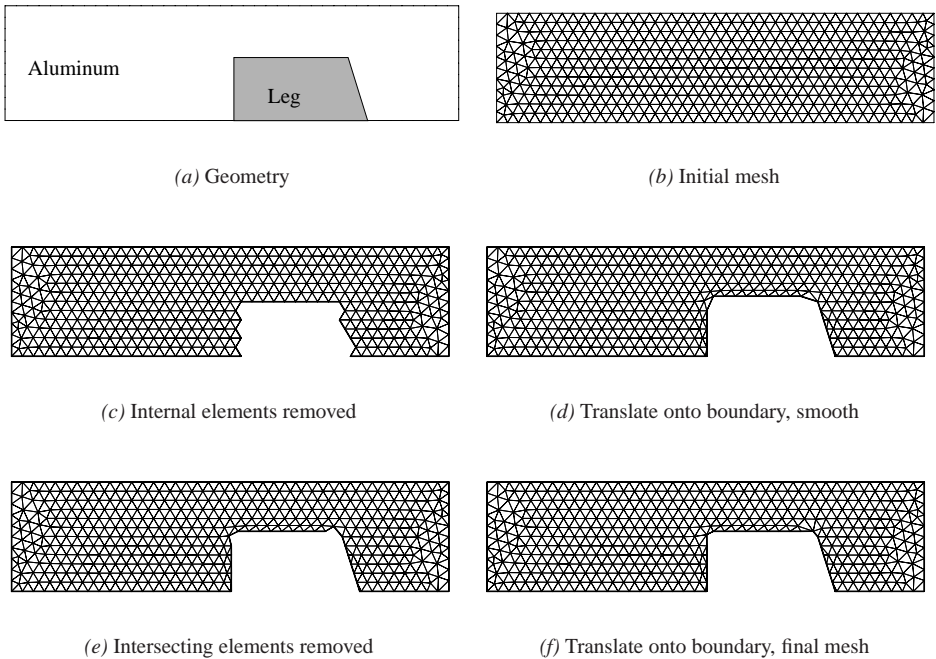 Aluminum
Leg
(a) Geometry
(b) Initial mesh
(c) Internal elements removed
(d) Translate onto boundary, smooth
(e) Intersecting elements removed
(f) Translate onto boundary, final mesh